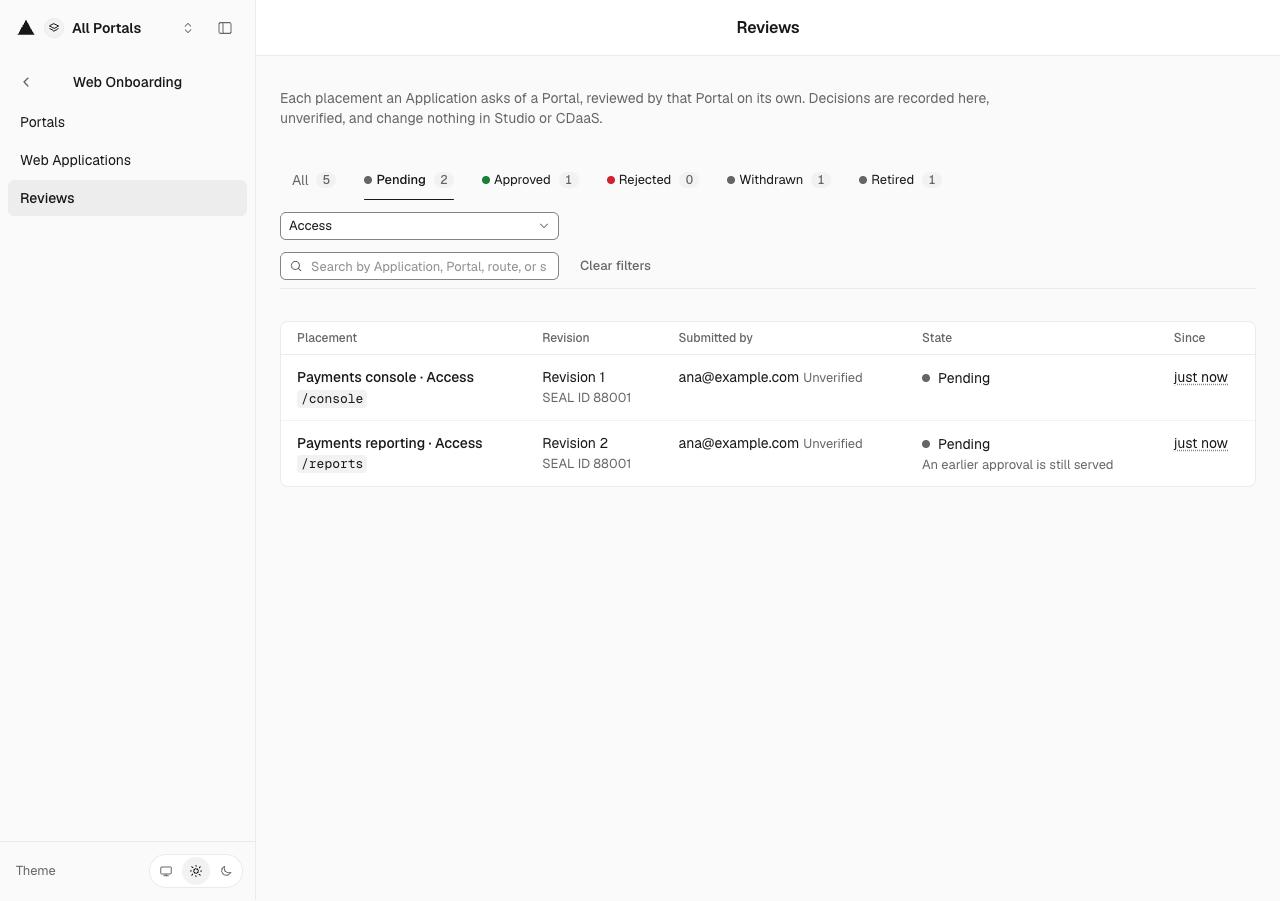 All Portals
Reviews
Web Onboarding
Portals
Web Applications
Reviews
Each placement an Application asks of a Portal, reviewed by that Portal on its own. Decisions are recorded here,
unverified, and change nothing in Studio or CDaaS.
All 5 Pending 2 Approved 1 Rejected 0 Withdrawn 1 Retired 1
Access
Search by Application, Portal, route, or s Clear filters
Placement Revision Submitted by State Since
Payments console · Access Revision 1 ana@example.com Unverified Pending just now
/console SEAL ID 88001
Payments reporting · Access Revision 2 ana@example.com Unverified Pending just now
/reports SEAL ID 88001 An earlier approval is still served
Theme